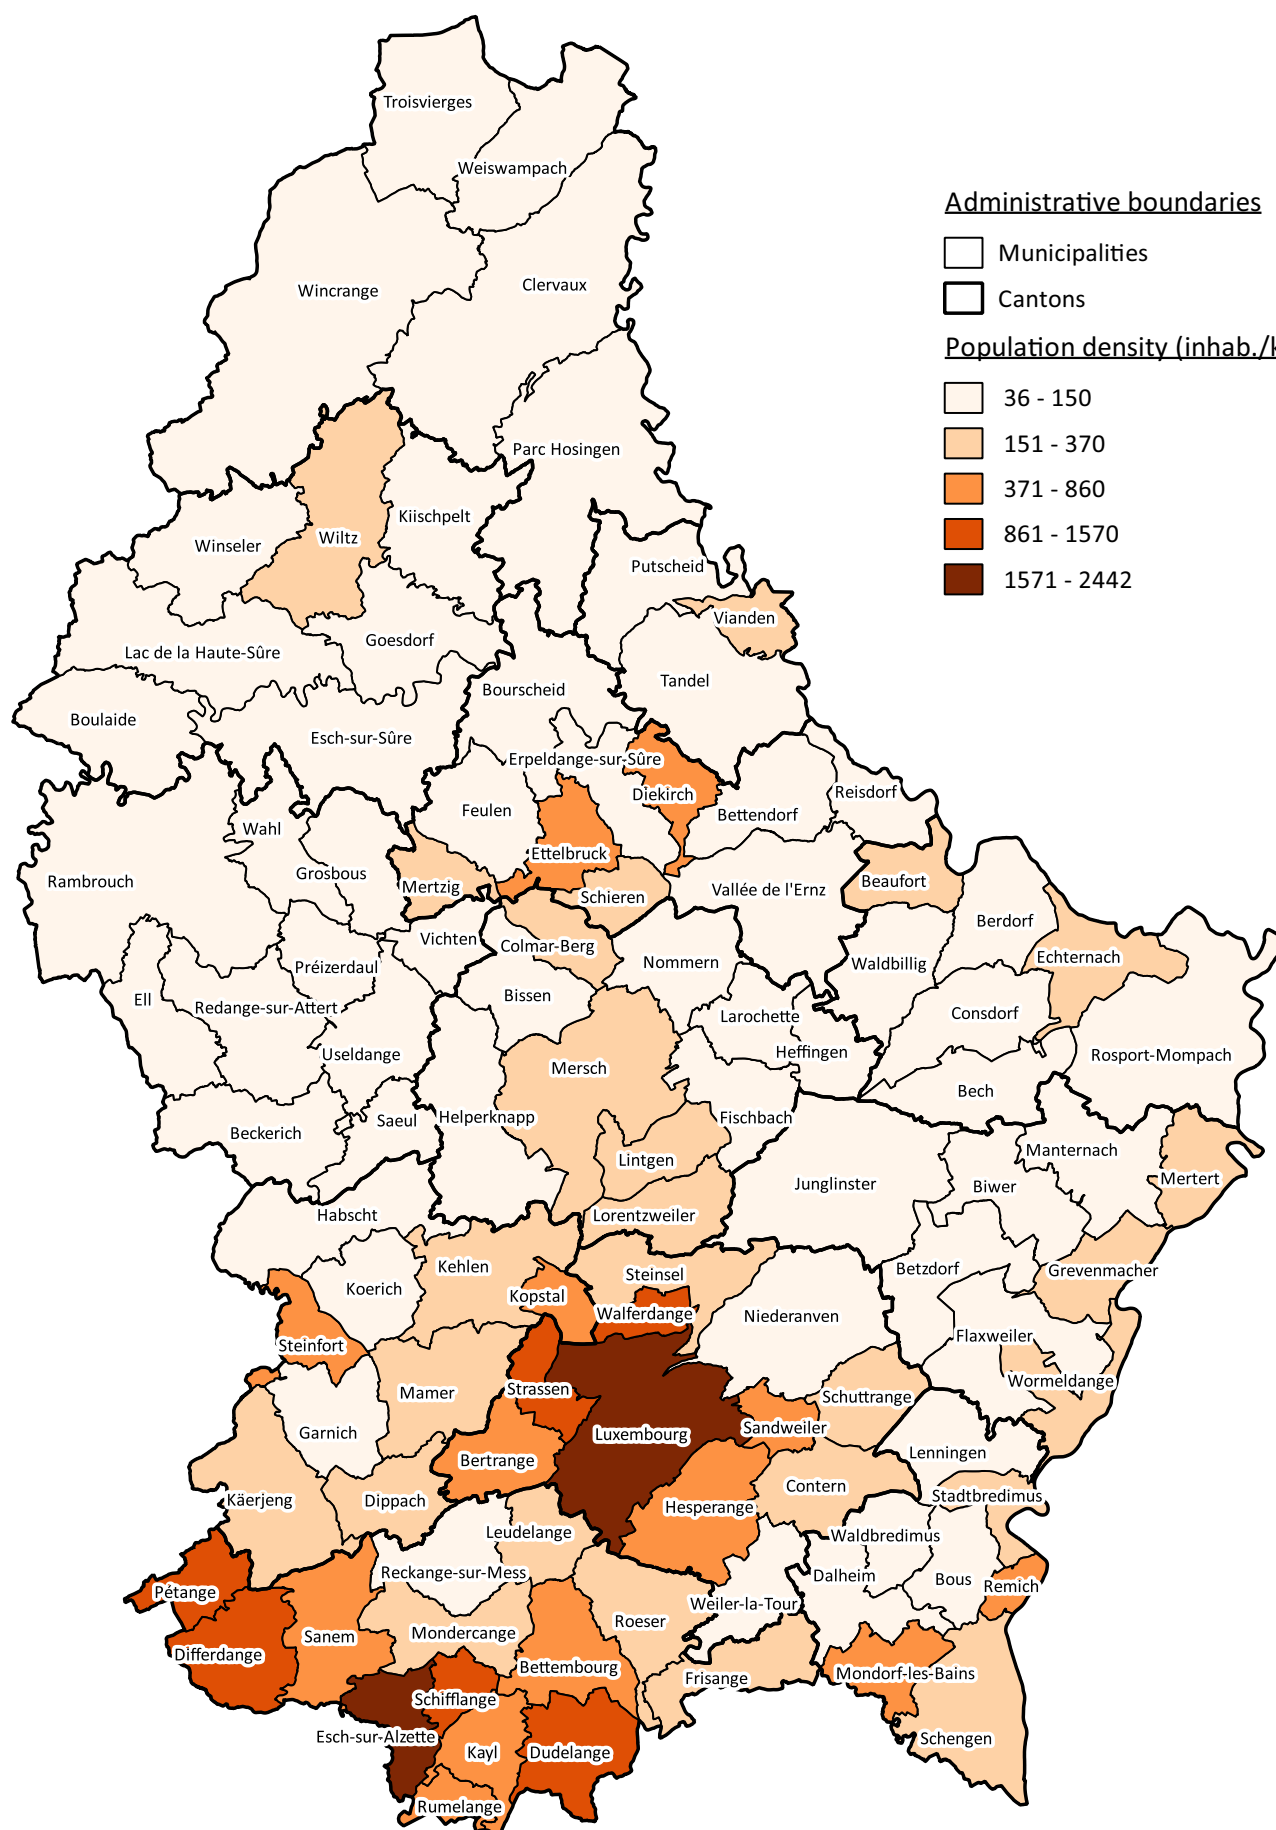 Troisvierges
Weiswampach
Administrative boundaries
Municipalities
Cantons
Population density (inhab./k
36 - 150
151 - 370
371 - 860
861 - 1570
1571 - 2442
Clervaux
Wincrange
Parc Hosingen
Kiischpelt
Wiltz
Winseler
Putscheid
Vianden
Goesdorf
Lac de la Haute-Sûre
Tandel
Bourscheid
Boulaide
Esch-sur-Sûre
Erpeldange-sur-Sûre
Diekirch
Reisdorf
Feulen
Bettendorf
Wahl
Ettelbruck
Grosbous
Rambrouch
Mertzig
Beaufort
Vallée de l'Ernz
Schieren
Berdorf
Vichten
Colmar-Berg
Echternach
Nommern
Waldbillig
Préizerdaul
Bissen
Ell
Redange-sur-Attert
Larochette
Consdorf
Useldange
Heffingen
Rosport-Mompach
Mersch
Bech
Helperknapp
Fischbach
Saeul
Beckerich
Manternach
Lintgen
Mertert
Junglinster
Biwer
Habscht
Lorentzweiler
Kehlen
Betzdorf
Grevenmacher
Steinsel
Koerich
Kopstal
Walferdange
Niederanven
Flaxweiler
Steinfort
Wormeldange
Strassen
Mamer
Schuttrange
Sandweiler
Garnich
Luxembourg
Lenningen
Bertrange
Contern
Stadtbredimus
Käerjeng
Dippach
Hesperange
Leudelange
Waldbredimus
Reckange-sur-Mess
Dalheim
Bous
Remich
Pétange
Weiler-la-Tour
Roeser
Mondercange
Sanem
Differdange
Bettembourg
Mondorf-les-Bains
Frisange
Schifflange
Esch-sur-Alzette
Schengen
Kayl
Dudelange
Rumelange